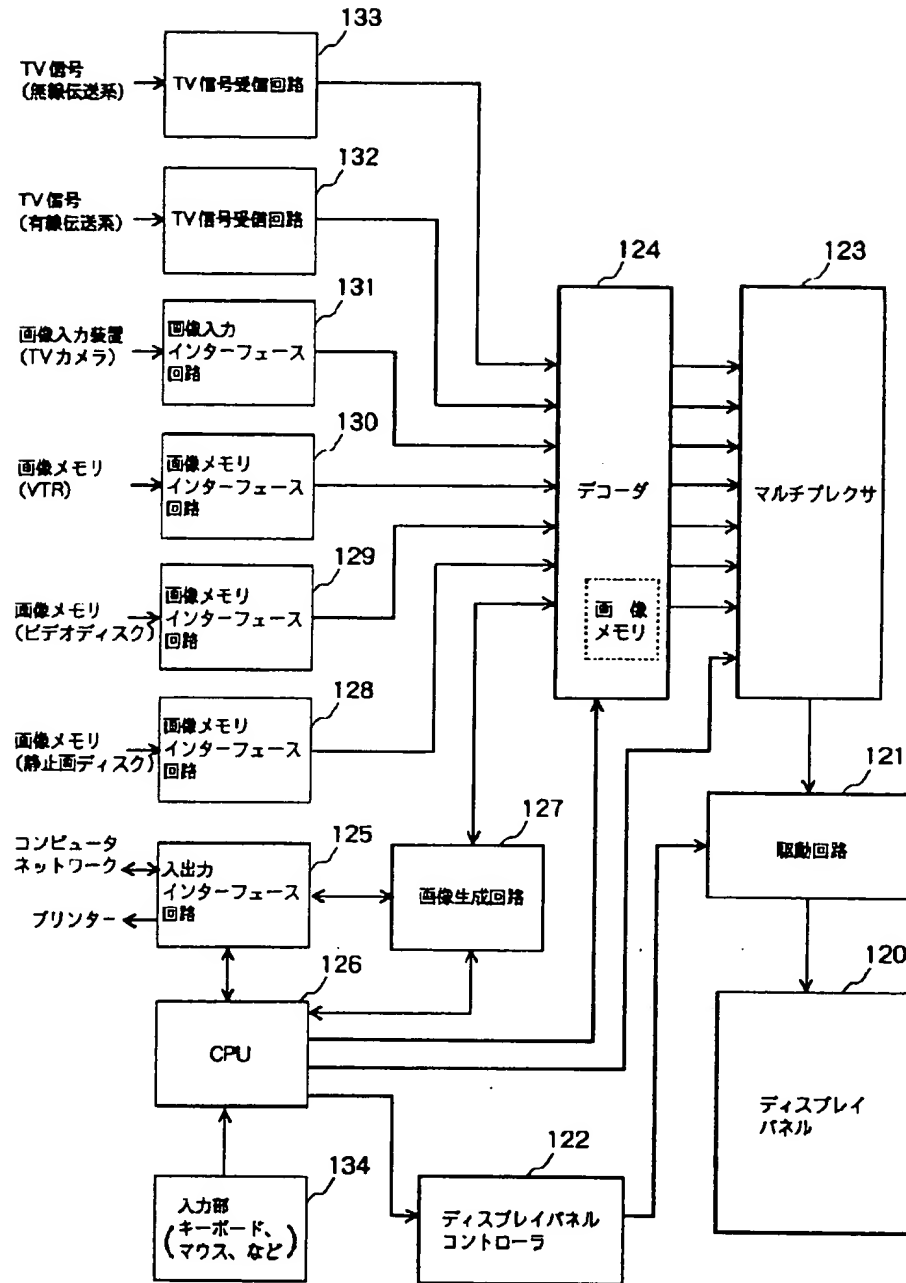 133
TV信号
(無線伝送系)
TV信号受信回路
132
TV信号
(有線伝送系)
TV信号受信回路
124
123
131
画像入力装置
(TVカメラ)
画像入力
インターフェース
回路
130
画像メモリ
(VTR)
画像メモリ
インターフェース
回路
デコーダ
マルチプレクサ
129
画像メモリ
(ビデオディスク)
画像メモリ
インターフェース
回路
画像
メモリ
128
画像メモリ
(静止画ディスク)
画像メモリ
インターフェース
回路
121
127
125
コンピュータ
ネットワーク
プリンター
入出力
インターフェース
回路
画像生成回路
駆動回路
126
120
CPU
ディスプレイ
パネル
134
122
入力部
(キーボード、
マウス、など)
ディスプレイパネル
コントローラ